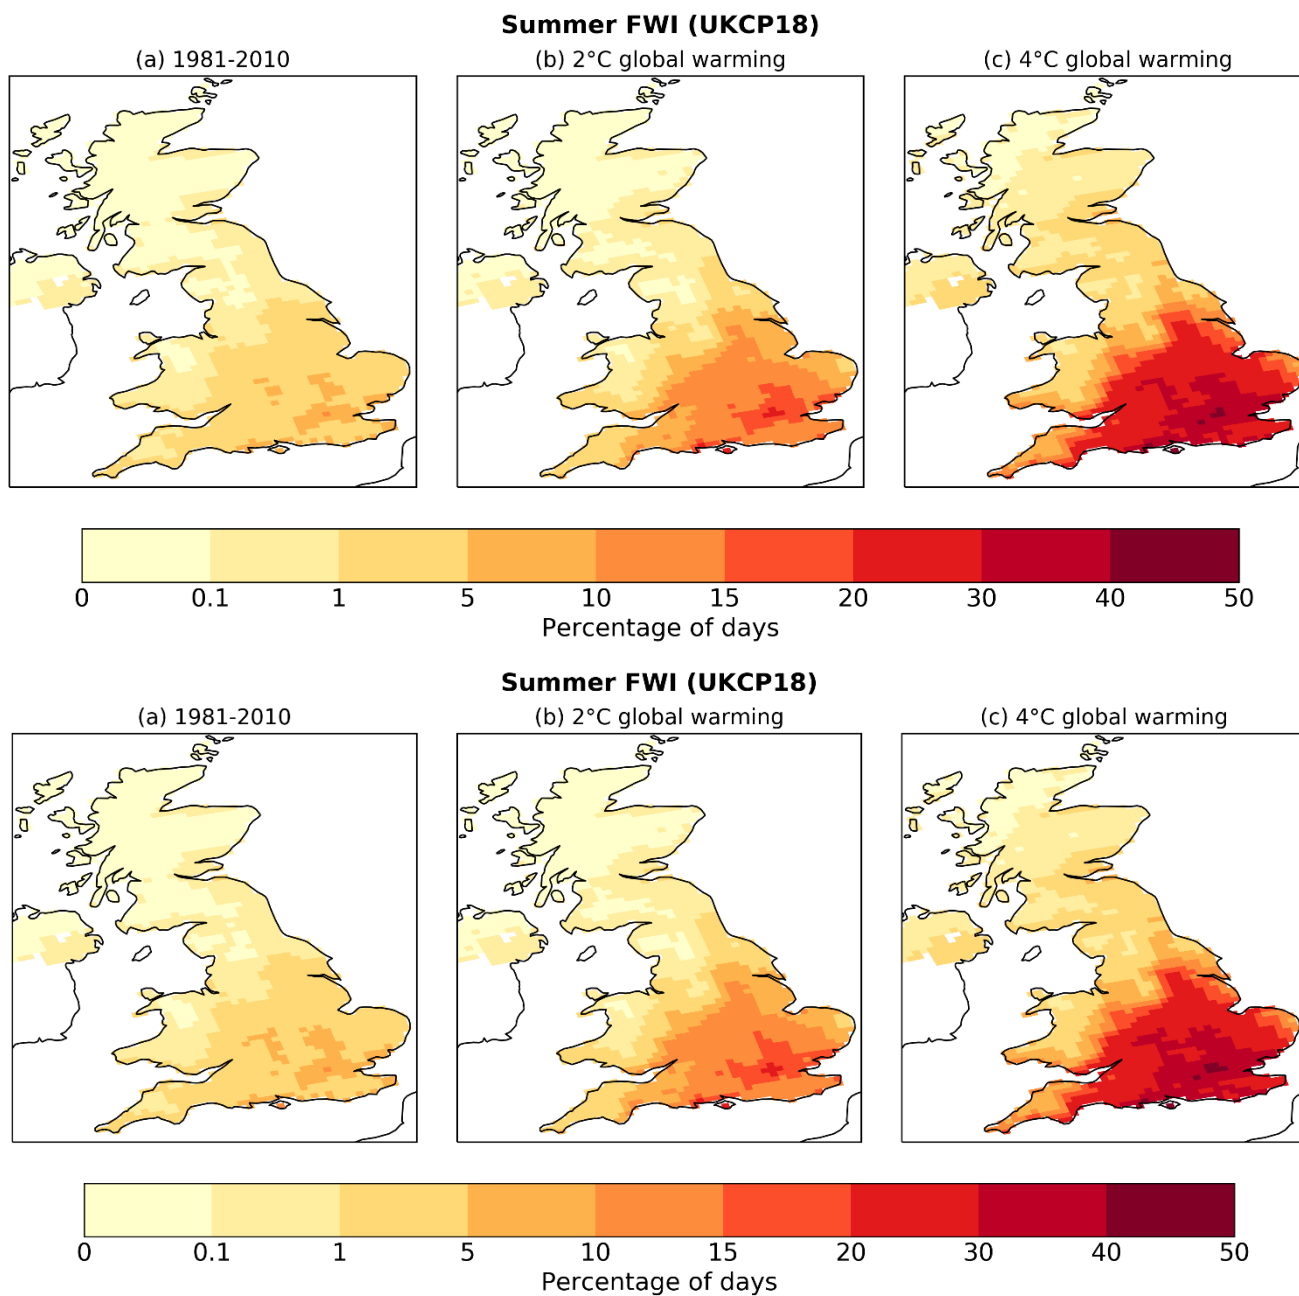 Summer FWI (UKCP18)
(a) 1981-2010
(b) 2°C global warming
(c) 4°C global warming
0 0.1 1 5 10 15 20 30 40 50
Percentage of days
Summer FWI (UKCP18)
(a) 1981-2010
(b) 2°C global warming
(c) 4°C global warming
0 0.1 1 5 10 15 20 30 40 50
Percentage of days